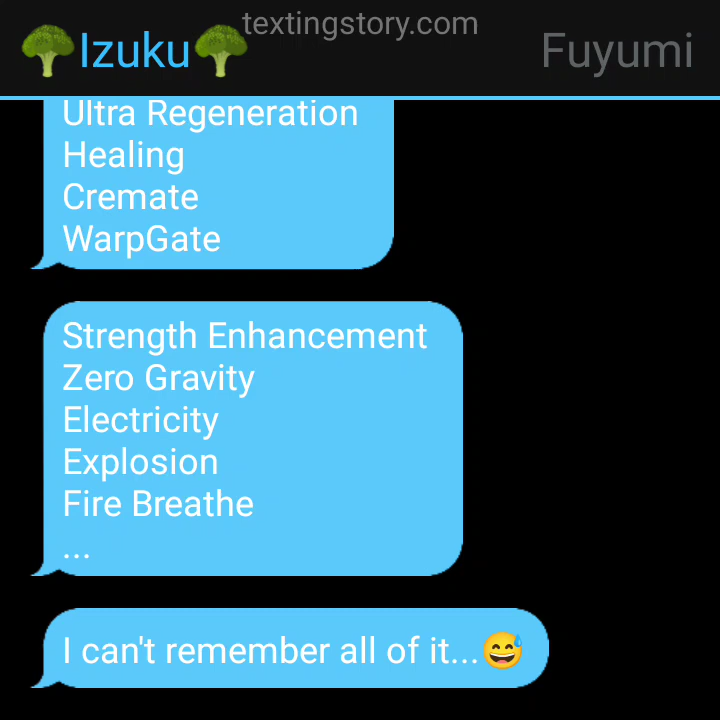 textingstory.com
🥦Izuku🥦 Fuyumi
Ultra Regeneration
Healing
Cremate
WarpGate
Strength Enhancement
Zero Gravity
Electricity
Explosion
Fire Breathe
...
I can't remember all of it...😅